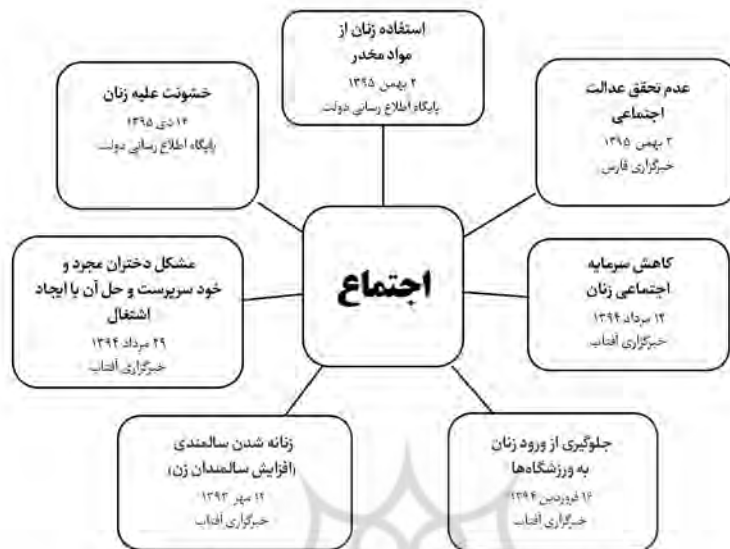 استفاده زنان از
مواد مخدر
۲ بهمن ۱۳۹۵
پایگاه اطلاع رسانی دولت
عدم تحقق عدالت
اجتماعی
۳ بهمن ۱۳۹۵
خبرگزاری فارس
خشونت علیه زنان
۱۴ دی ۱۳۹۵
پایگاه اطلاع رسانی دولت
اجتماع
کاهش سرمایه
اجتماعی زنان
۱۲ مرداد ۱۳۹۴
خبرگزاری آفتاب
مشکل دختران مجرد و
خود سرپرست و حل آن با ایجاد
اشتغال
۲۹ مرداد ۱۳۹۴
خبرگزاری آفتاب
جلوگیری از ورود زنان
به ورزشگاه‌ها
۱۶ فروردین ۱۳۹۴
خبرگزاری آفتاب
زنانه شدن سالمندی
(افزایش سالمندان زن)
۱۲ مهر ۱۳۹۳
خبرگزاری آفتاب